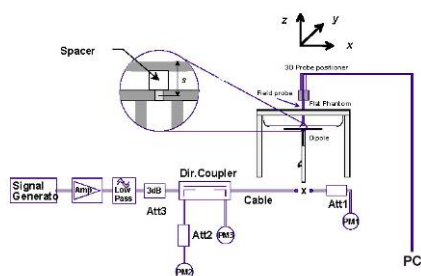 z
y
x
Spacer
s
3D Probe positioner
Field probe
Flat Phantom
Dipole
Dir.Coupler
Signal
Generato
Amp
Low
Pass
3dB
Cable
x
Att1
Att3
PM1
Att2
PM3
PM2
PC